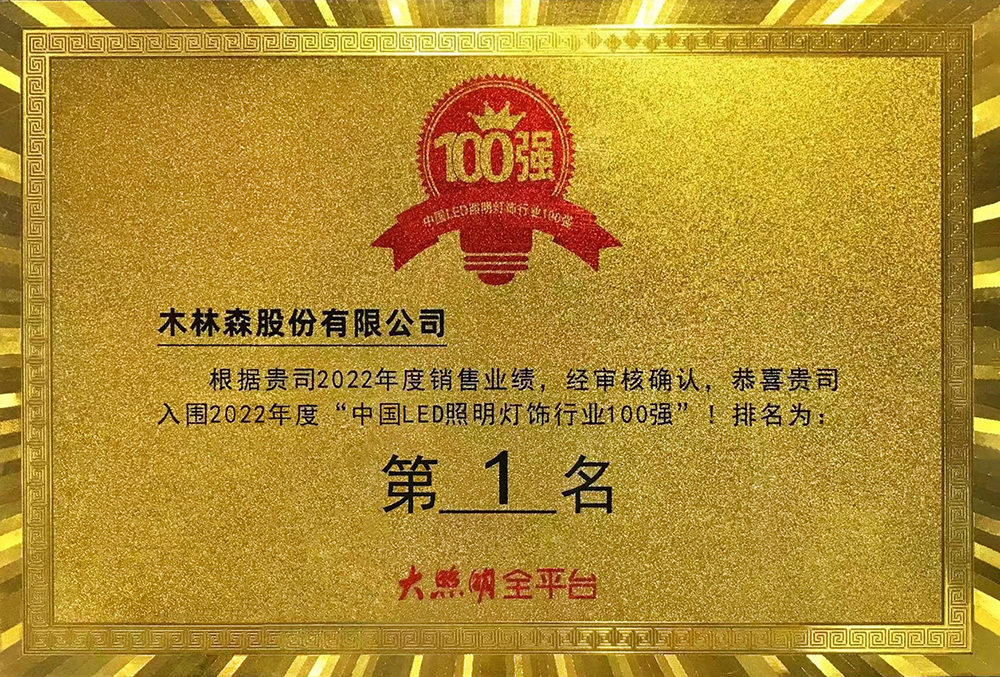 100强
中国LED照明灯饰行业100强
木林森股份有限公司
根据贵司2022年度销售业绩，经审核确认，恭喜贵司
入围2022年度“中国LED照明灯饰行业100强”！排名为：
第1名
大照明全平台